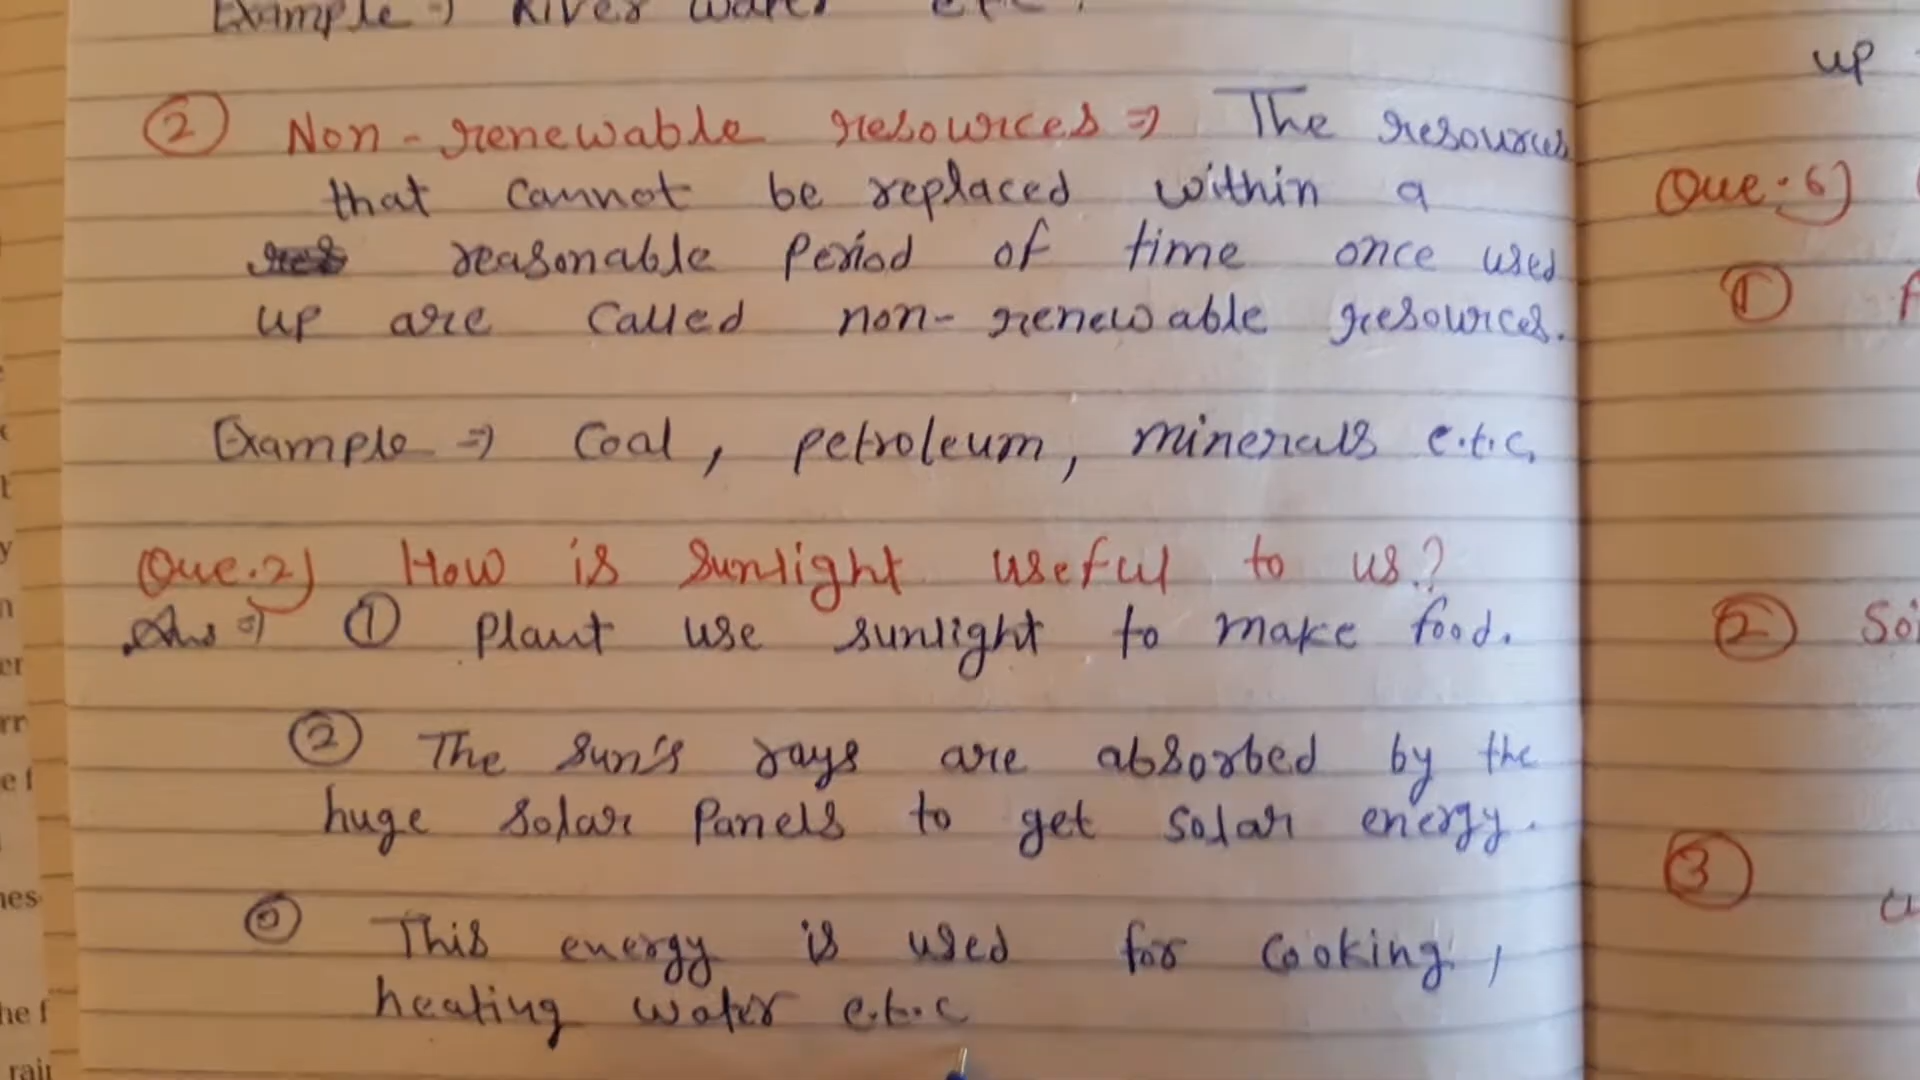 Example ⇒ River water etc.
② Non-renewable resources ⇒ The resources
that cannot be replaced within a
reasonable period of time once used
up are called non-renewable resources.
Example ⇒ Coal, petroleum, minerals e.t.c.
Que.2) How is Sunlight useful to us?
Ans ⇒ ① Plant use sunlight to make food.
② The Sun's rays are absorbed by the
huge Solar Panels to get solar energy.
③ This energy is used for Cooking,
heating water e.t.c
up
Que.6)
①
② Soi
③